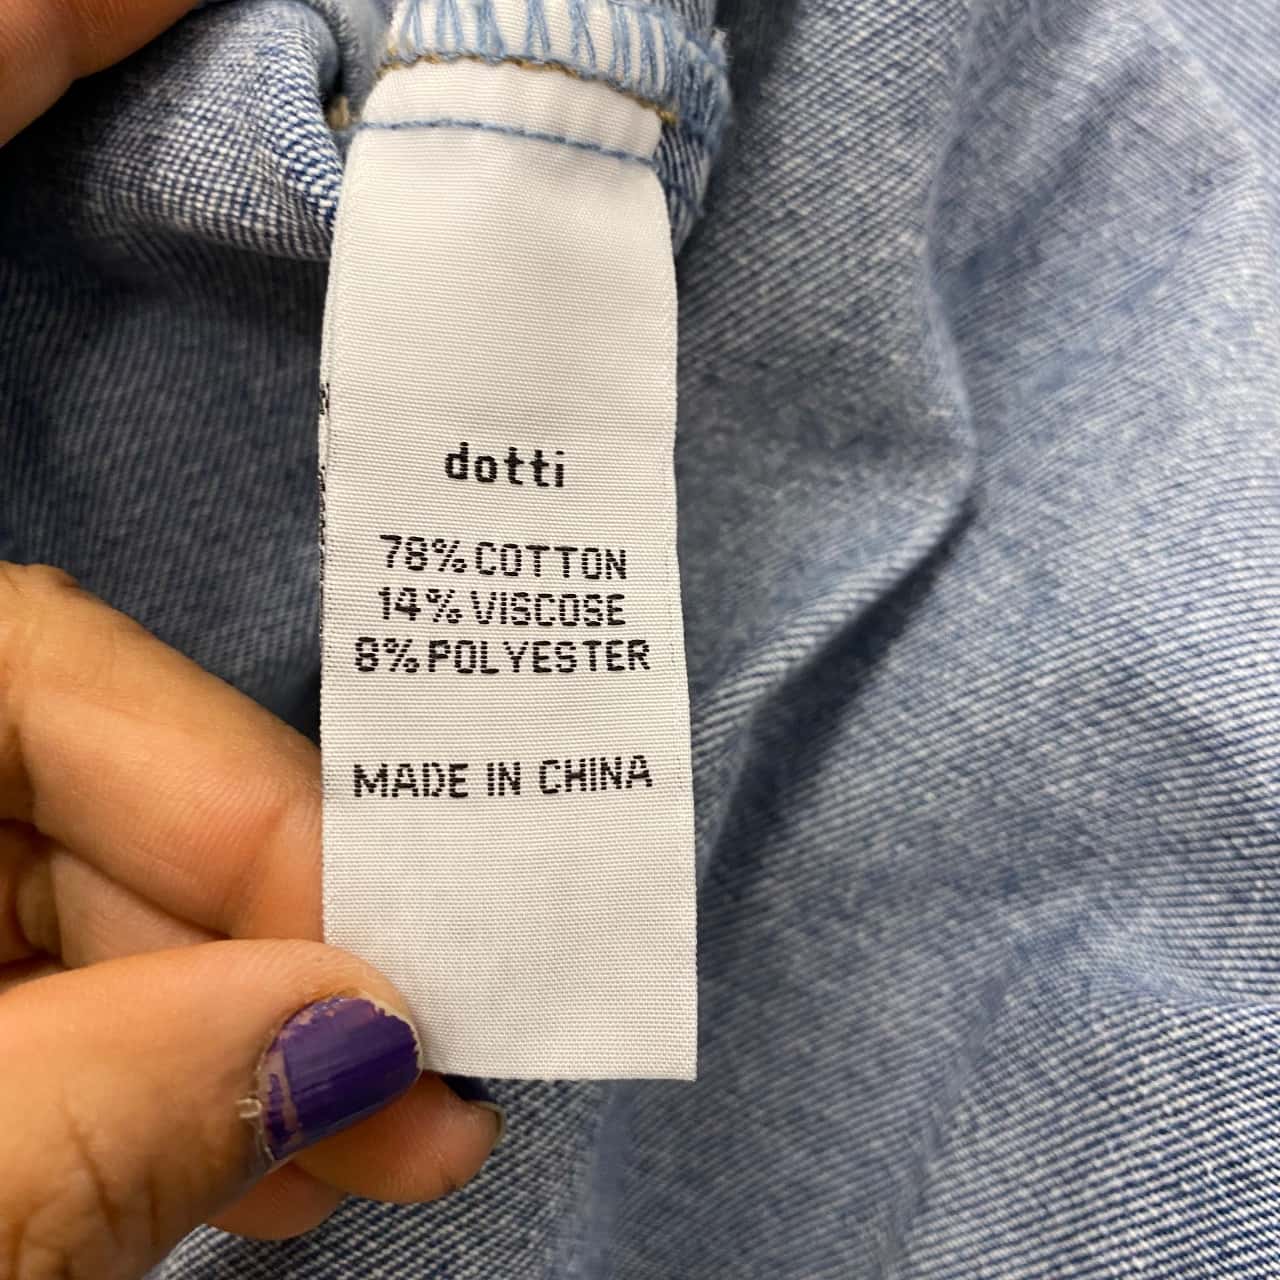 dotti
78% COTTON
14% VISCOSE
8% POLYESTER
MADE IN CHINA